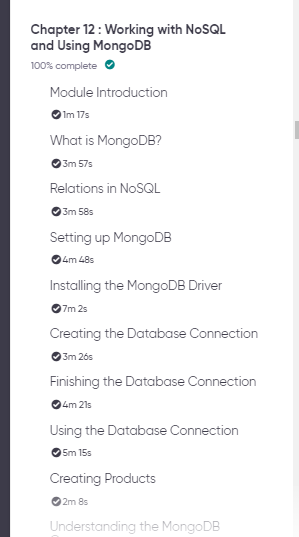 Chapter 12 : Working with NoSQL
and Using MongoDB
100% complete
Module Introduction
1m 17s
What is MongoDB?
3m 57s
Relations in NoSQL
3m 58s
Setting up MongoDB
4m 48s
Installing the MongoDB Driver
7m 2s
Creating the Database Connection
3m 26s
Finishing the Database Connection
4m 21s
Using the Database Connection
5m 15s
Creating Products
2m 8s
Understanding the MongoDB